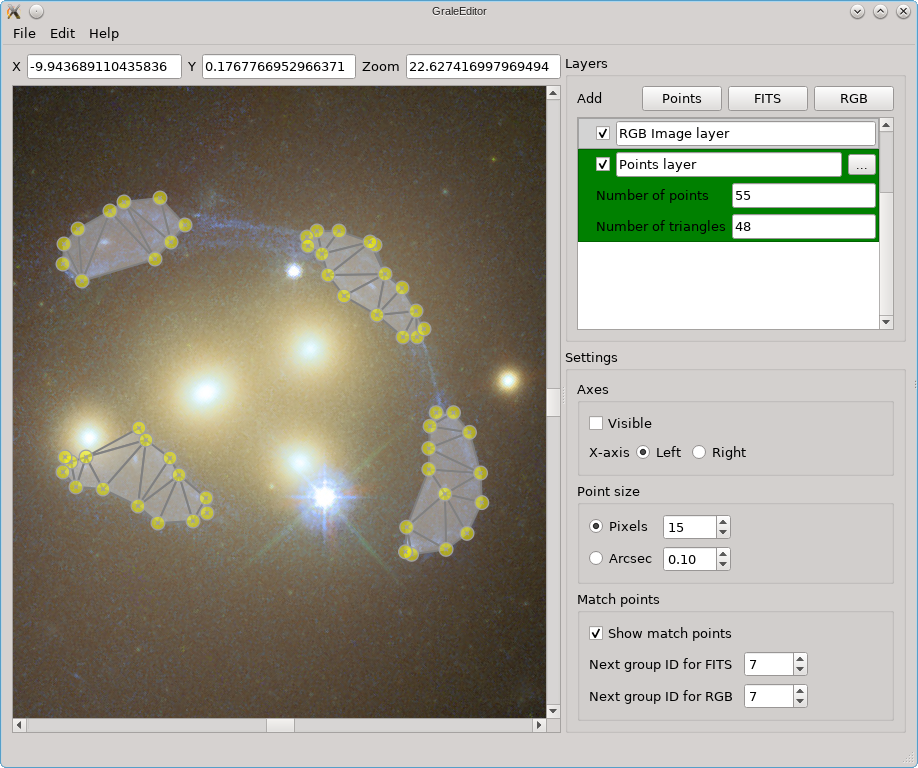 GraleEditor
File Edit Help
X -9.943689110435836 Y 0.1767766952966371 Zoom 22.627416997969494
Layers
Add Points FITS RGB
RGB Image layer
Points layer ...
Number of points 55
Number of triangles 48
Settings
Axes
Visible
X-axis Left Right
Point size
Pixels 15
Arcsec 0.10
Match points
Show match points
Next group ID for FITS 7
Next group ID for RGB 7